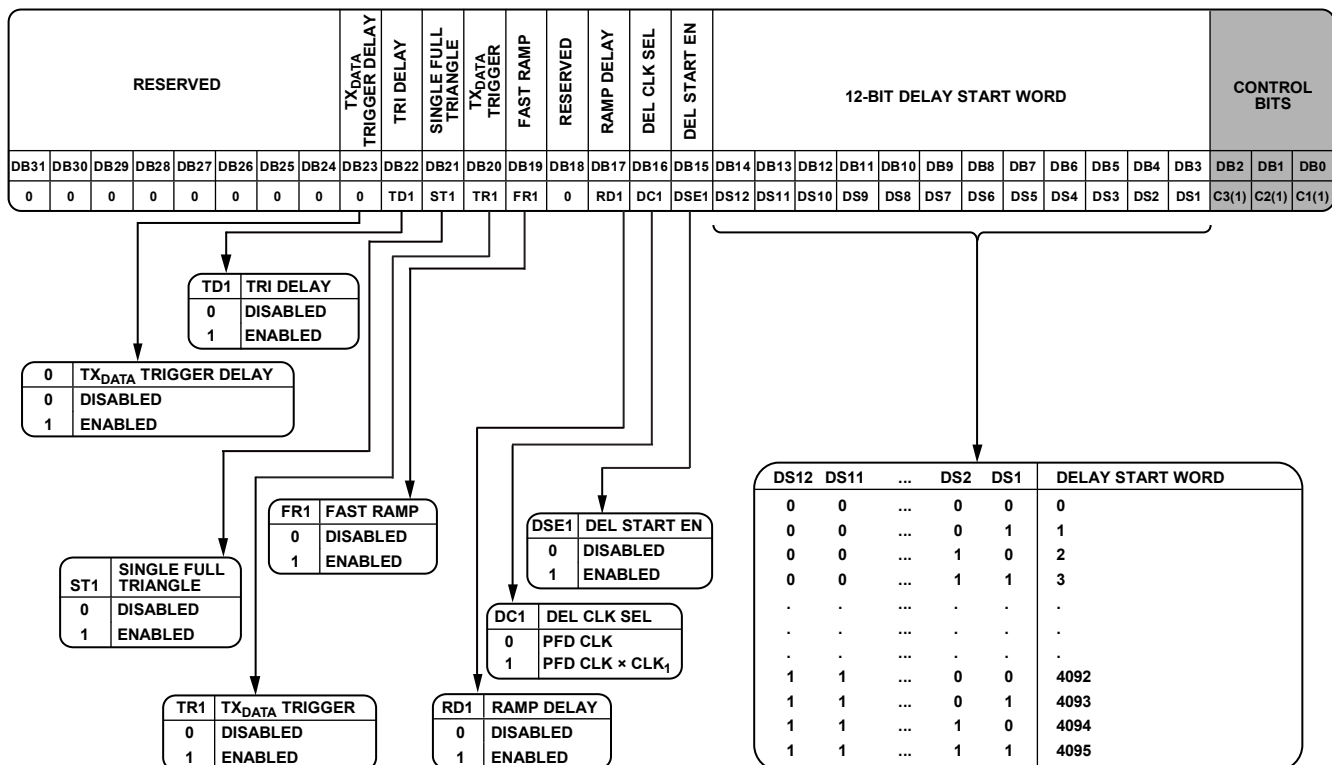 RESERVED
TXDATA TRIGGER DELAY
TRI DELAY
SINGLE FULL TRIANGLE
TXDATA TRIGGER
FAST RAMP
RESERVED
RAMP DELAY
DEL CLK SEL
DEL START EN
12-BIT DELAY START WORD
CONTROL BITS
DB31 DB30 DB29 DB28 DB27 DB26 DB25 DB24 DB23 DB22 DB21 DB20 DB19 DB18 DB17 DB16 DB15 DB14 DB13 DB12 DB11 DB10 DB9 DB8 DB7 DB6 DB5 DB4 DB3 DB2 DB1 DB0
0 0 0 0 0 0 0 0 0 TD1 ST1 TR1 FR1 0 RD1 DC1 DSE1 DS12 DS11 DS10 DS9 DS8 DS7 DS6 DS5 DS4 DS3 DS2 DS1 C3(1) C2(1) C1(1)
TD1 TRI DELAY
0 DISABLED
1 ENABLED
0 TXDATA TRIGGER DELAY
0 DISABLED
1 ENABLED
ST1 SINGLE FULL TRIANGLE
0 DISABLED
1 ENABLED
TR1 TXDATA TRIGGER
0 DISABLED
1 ENABLED
FR1 FAST RAMP
0 DISABLED
1 ENABLED
RD1 RAMP DELAY
0 DISABLED
1 ENABLED
DC1 DEL CLK SEL
0 PFD CLK
1 PFD CLK × CLK1
DSE1 DEL START EN
0 DISABLED
1 ENABLED
DS12 DS11 ... DS2 DS1 DELAY START WORD
0 0 ... 0 0 0
0 0 ... 0 1 1
0 0 ... 1 0 2
0 0 ... 1 1 3
. . ... . . .
. . ... . . .
. . ... . . .
1 1 ... 0 0 4092
1 1 ... 0 1 4093
1 1 ... 1 0 4094
1 1 ... 1 1 4095